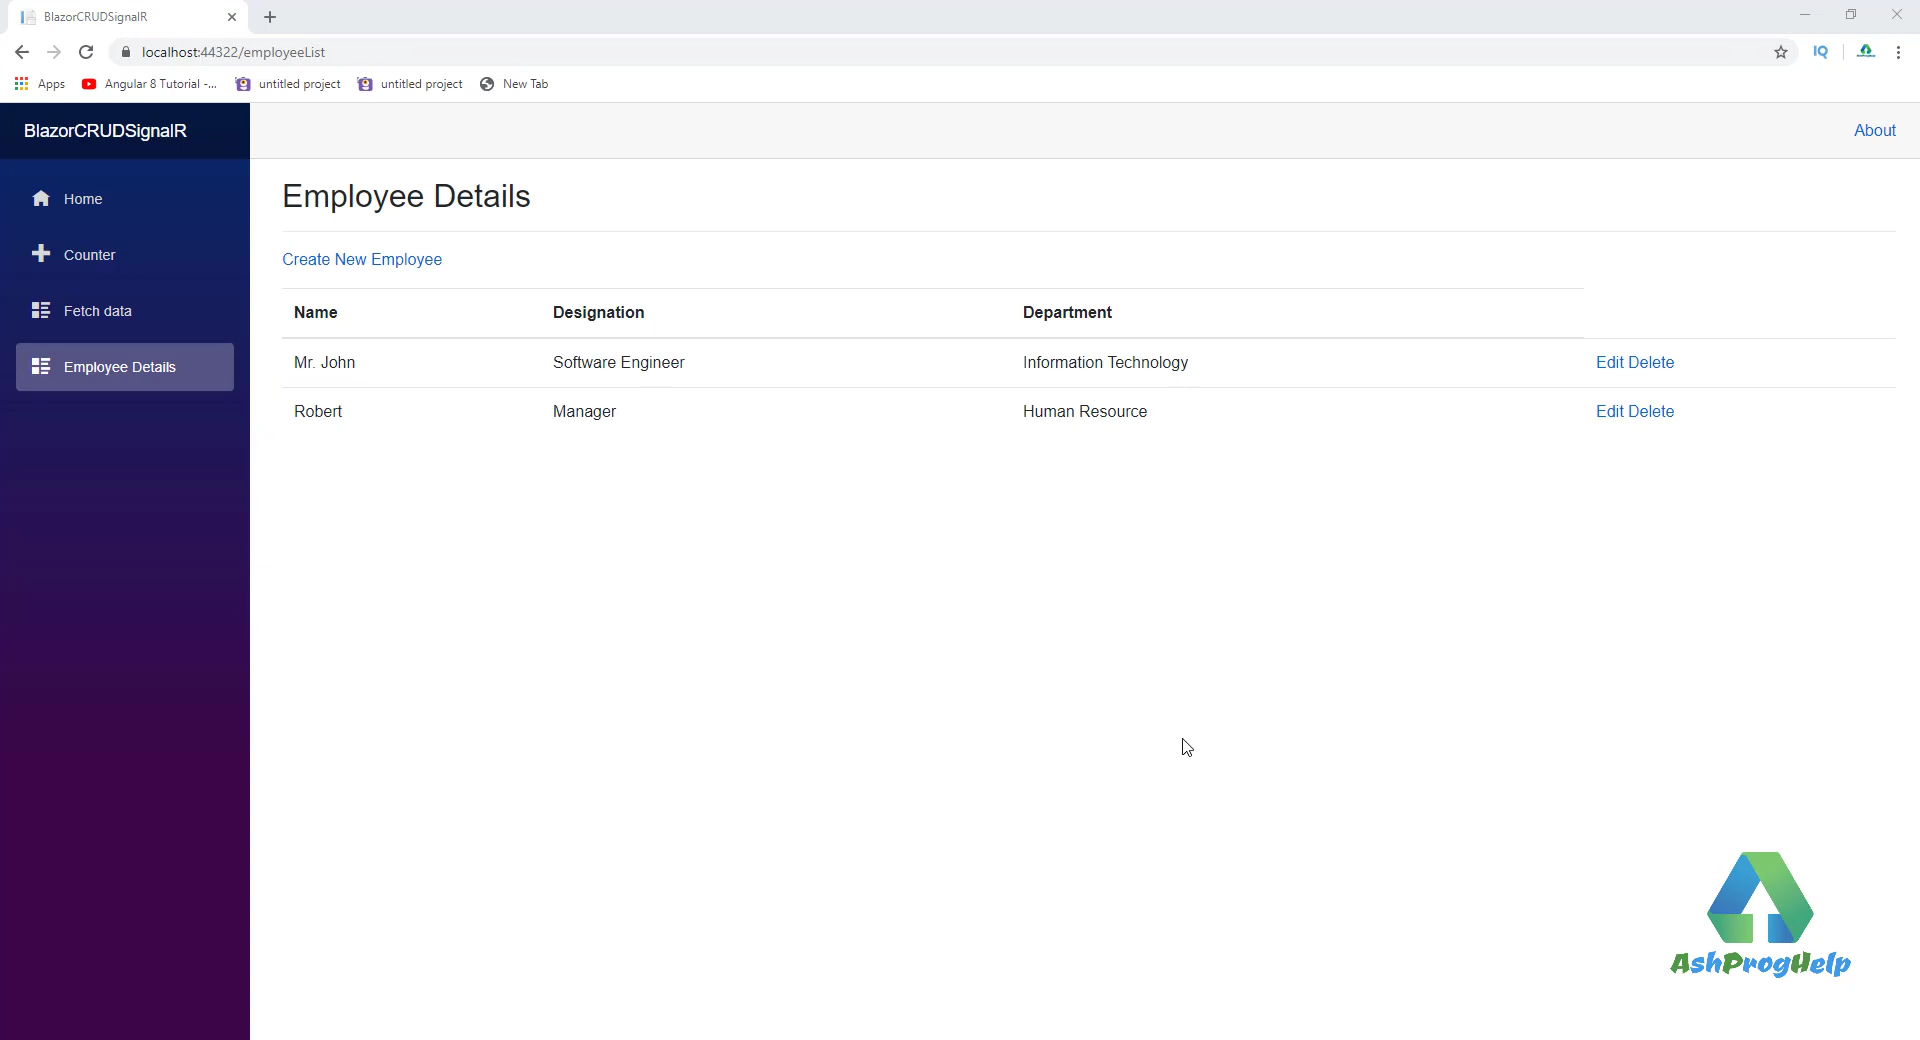 BlazorCRUDSignalR
localhost:44322/employeeList
IQ
Apps Angular 8 Tutorial -... untitled project untitled project New Tab
BlazorCRUDSignalR
About
Home
Counter
Fetch data
Employee Details
Employee Details
Create New Employee
Name Designation Department
Mr. John Software Engineer Information Technology Edit Delete
Robert Manager Human Resource Edit Delete
AshProgHelp